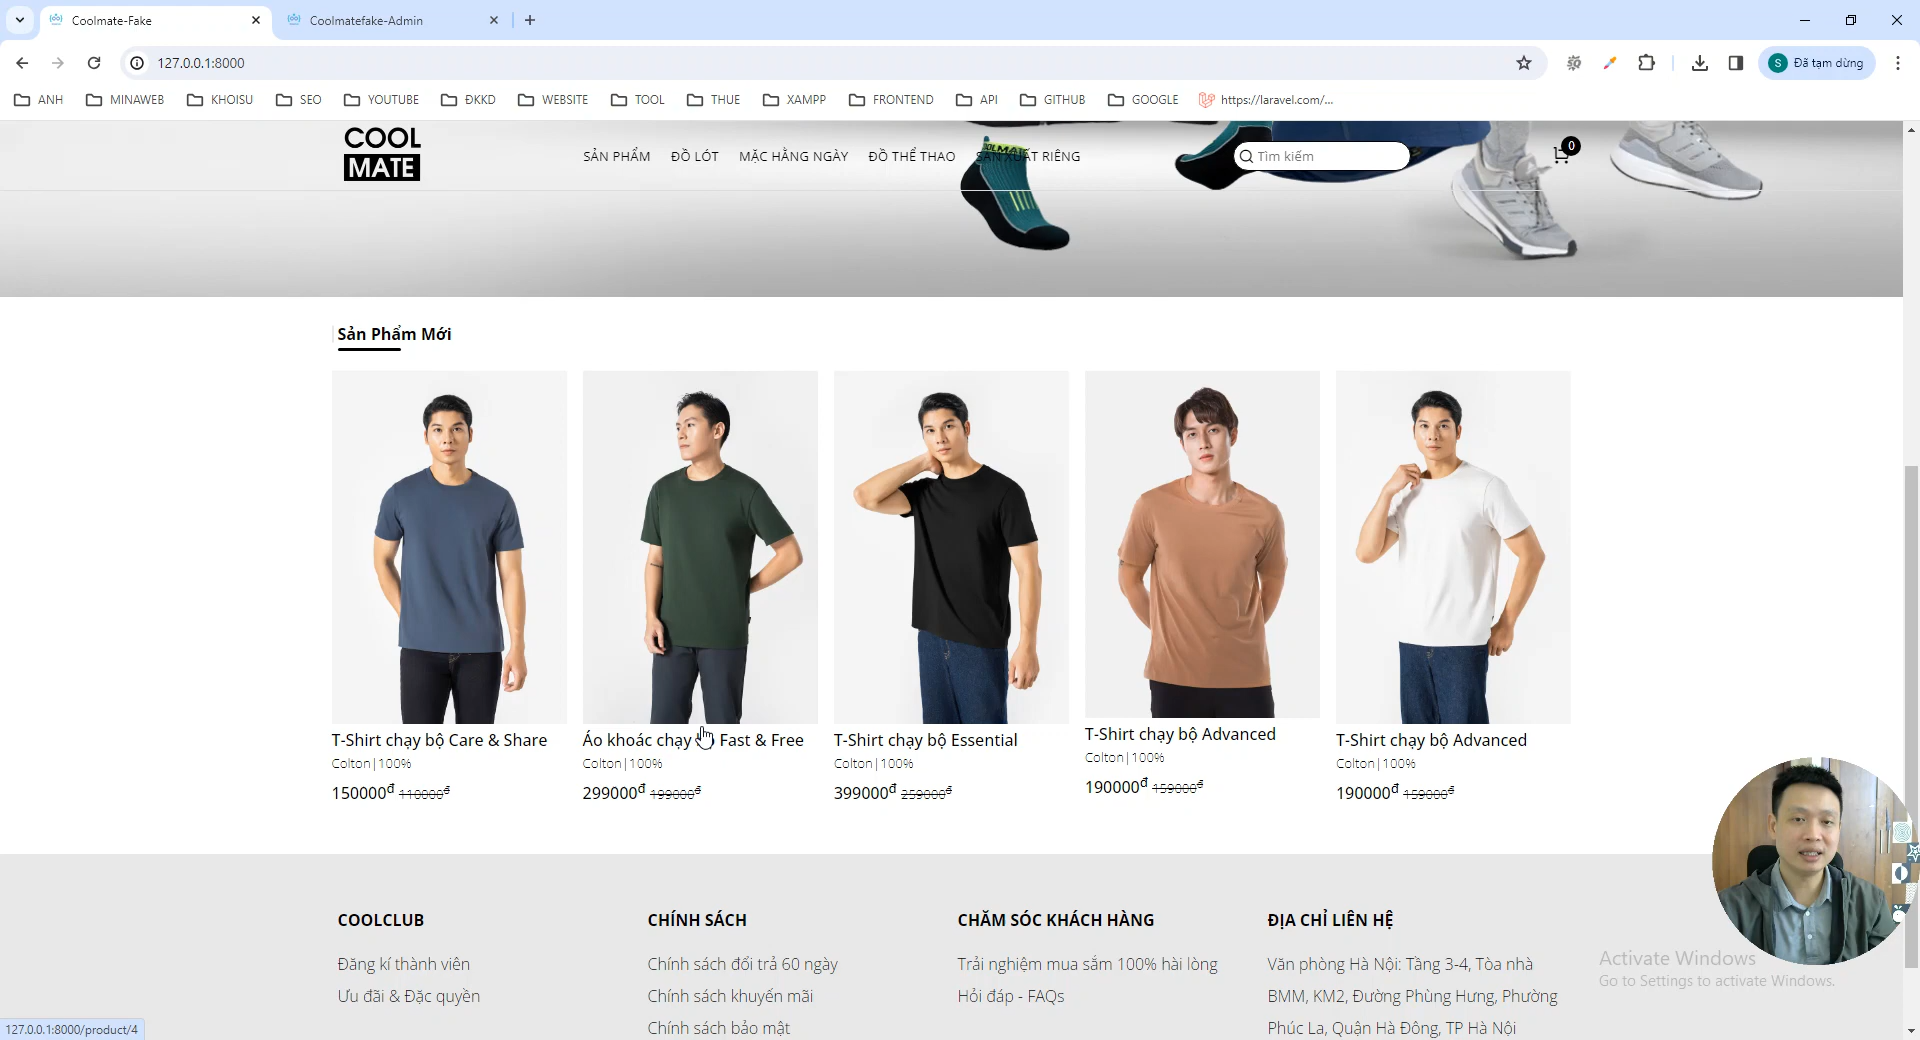 Coolmate-Fake
Coolmatefake-Admin
127.0.0.1:8000
S
Đã tạm dừng
ANH
MINAWEB
KHOISU
SEO
YOUTUBE
ĐKKD
WEBSITE
TOOL
THUE
XAMPP
FRONTEND
API
GITHUB
GOOGLE
https://laravel.com/...
COOL
MATE
SẢN PHẨM
ĐỒ LÓT
MẶC HẰNG NGÀY
ĐỒ THỂ THAO
SẢN XUẤT RIÊNG
Tìm kiếm
0
Sản Phẩm Mới
T-Shirt chạy bộ Care & Share
Colton|100%
150000đ 110000đ
Áo khoác chạy Fast & Free
Colton|100%
299000đ 199000đ
T-Shirt chạy bộ Essential
Colton|100%
399000đ 259000đ
T-Shirt chạy bộ Advanced
Colton|100%
190000đ 159000đ
T-Shirt chạy bộ Advanced
Colton|100%
190000đ 159000đ
COOLCLUB
Đăng kí thành viên
Ưu đãi & Đặc quyền
CHÍNH SÁCH
Chính sách đổi trả 60 ngày
Chính sách khuyến mãi
Chính sách bảo mật
CHĂM SÓC KHÁCH HÀNG
Trải nghiệm mua sắm 100% hài lòng
Hỏi đáp - FAQs
ĐỊA CHỈ LIÊN HỆ
Văn phòng Hà Nội: Tầng 3-4, Tòa nhà
BMM, KM2, Đường Phùng Hưng, Phường
Phúc La, Quận Hà Đông, TP Hà Nội
Activate Windows
Go to Settings to activate Windows.
127.0.0.1:8000/product/4